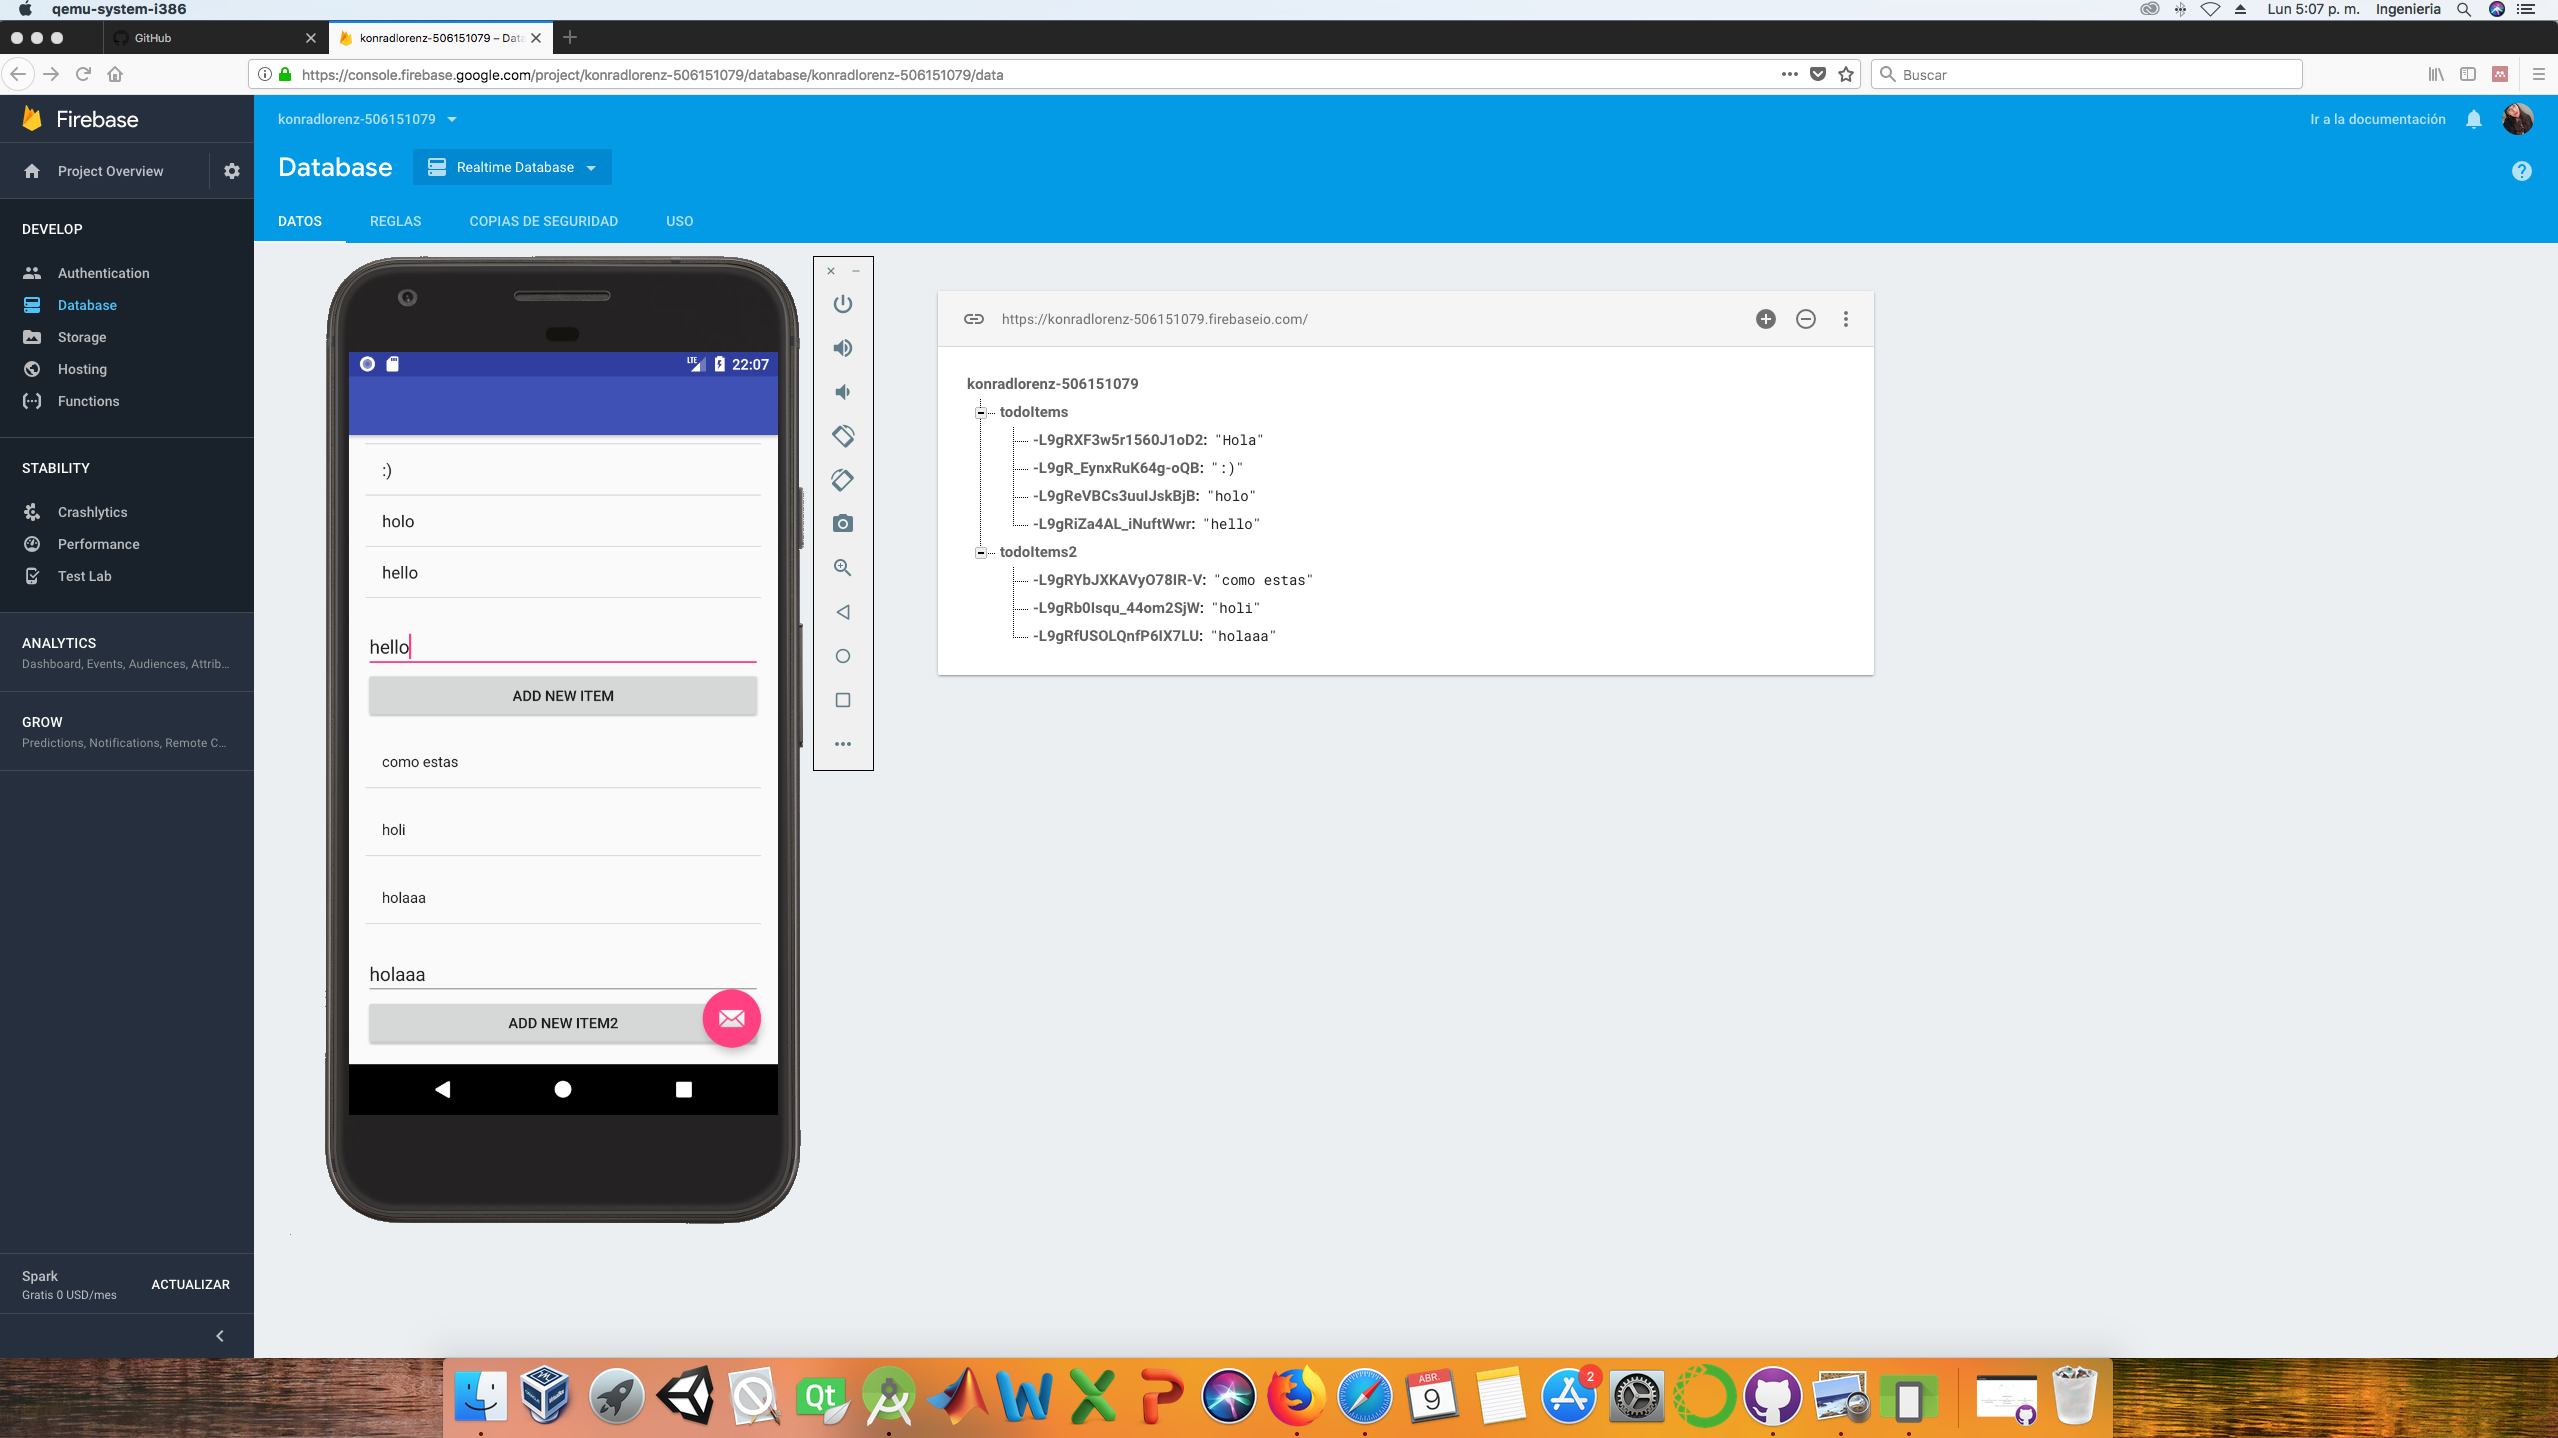 qemu-system-i386
Lun 5:07 p. m.
Ingenieria
GitHub
konradlorenz-506151079 – Data
https://console.firebase.google.com/project/konradlorenz-506151079/database/konradlorenz-506151079/data
Buscar
Firebase
konradlorenz-506151079
Ir a la documentación
Project Overview
Database
Realtime Database
DATOS
REGLAS
COPIAS DE SEGURIDAD
USO
DEVELOP
Authentication
Database
Storage
Hosting
Functions
STABILITY
Crashlytics
Performance
Test Lab
ANALYTICS
Dashboard, Events, Audiences, Attrib...
GROW
Predictions, Notifications, Remote C...
Spark
Gratis 0 USD/mes
ACTUALIZAR
LTE
22:07
:)
holo
hello
hello
ADD NEW ITEM
como estas
holi
holaaa
holaaa
ADD NEW ITEM2
https://konradlorenz-506151079.firebaseio.com/
konradlorenz-506151079
todoItems
-L9gRXF3w5r1560J1oD2: "Hola"
-L9gR_EynxRuK64g-oQB: ":)"
-L9gReVBCs3uuIJskBjB: "holo"
-L9gRiZa4AL_iNuftWwr: "hello"
todoItems2
-L9gRYbJXKAVyO78IR-V: "como estas"
-L9gRb0Isqu_44om2SjW: "holi"
-L9gRfUSOLQnfP6IX7LU: "holaaa"
Qt
ABR.
9
2